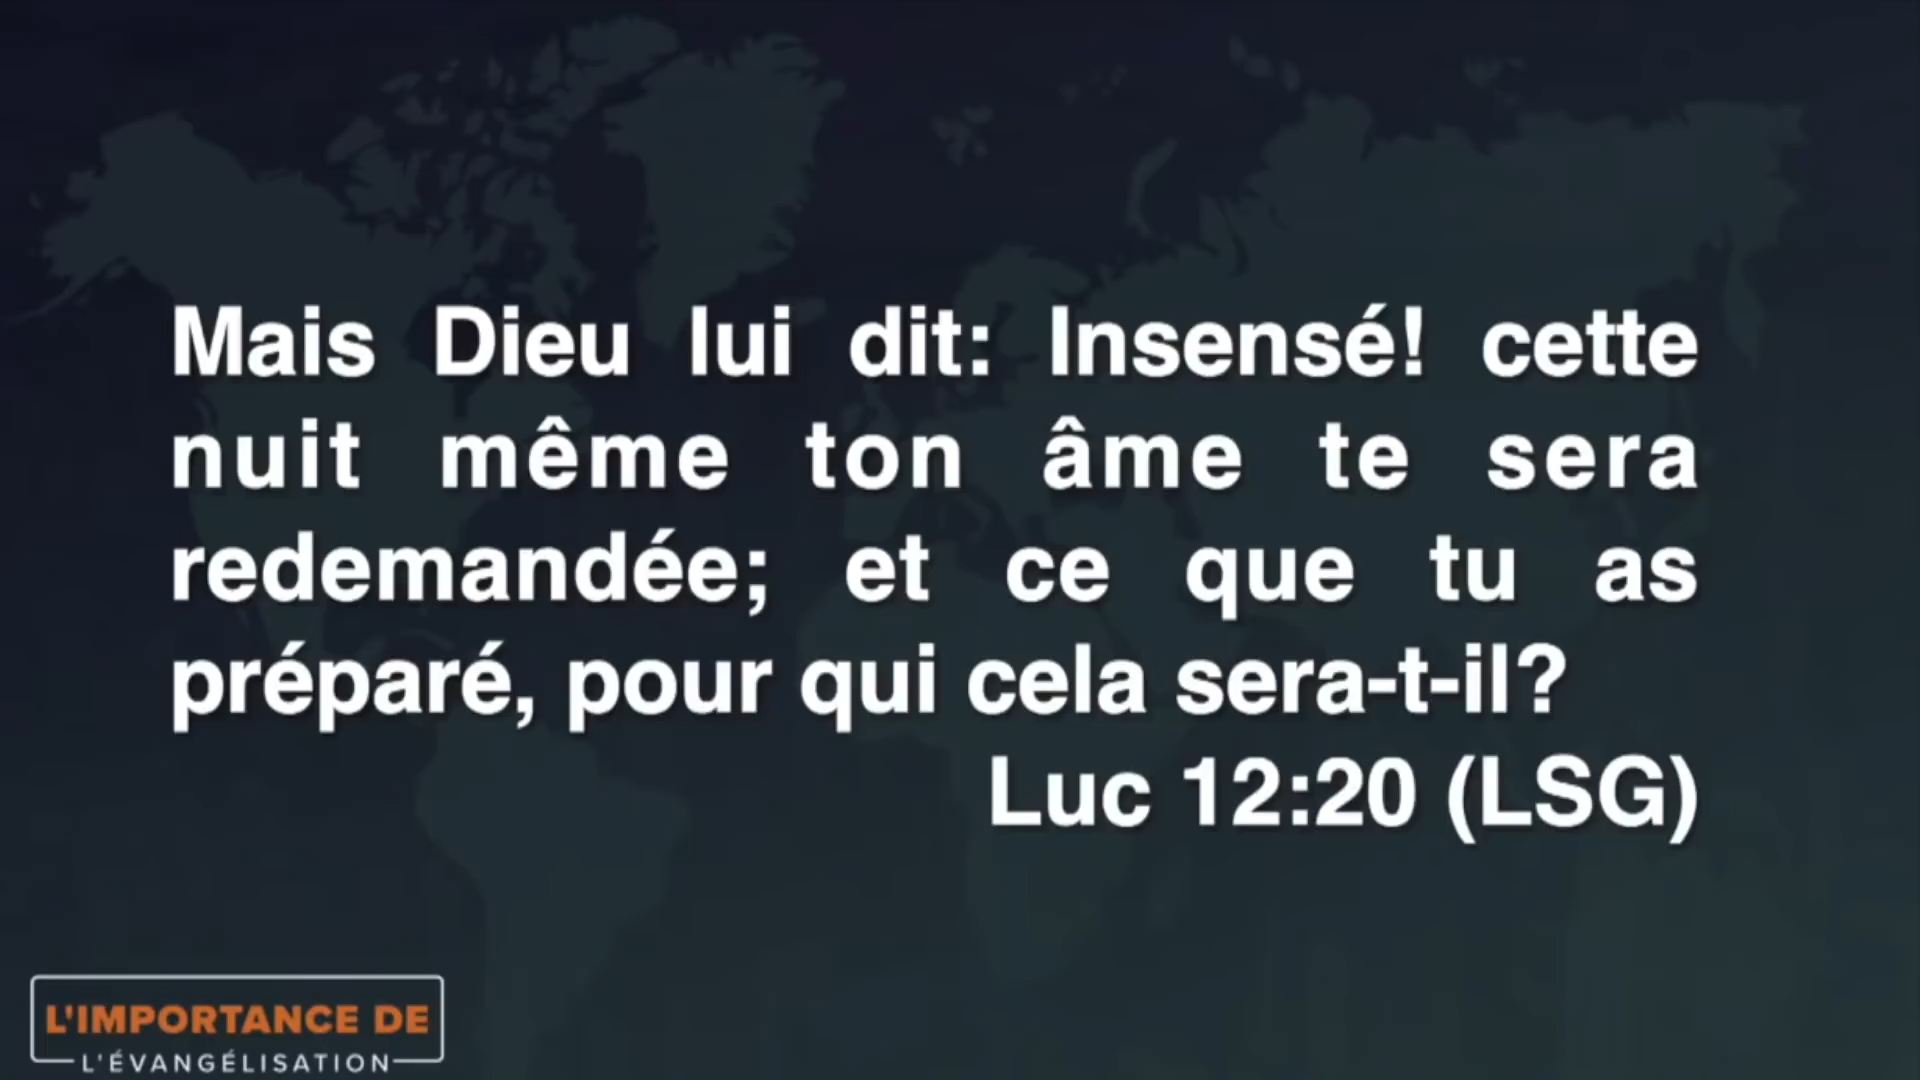 Mais Dieu lui dit: Insensé! cette
nuit même ton âme te sera
redemandée; et ce que tu as
préparé, pour qui cela sera-t-il?
Luc 12:20 (LSG)
L'IMPORTANCE DE
L'ÉVANGÉLISATION